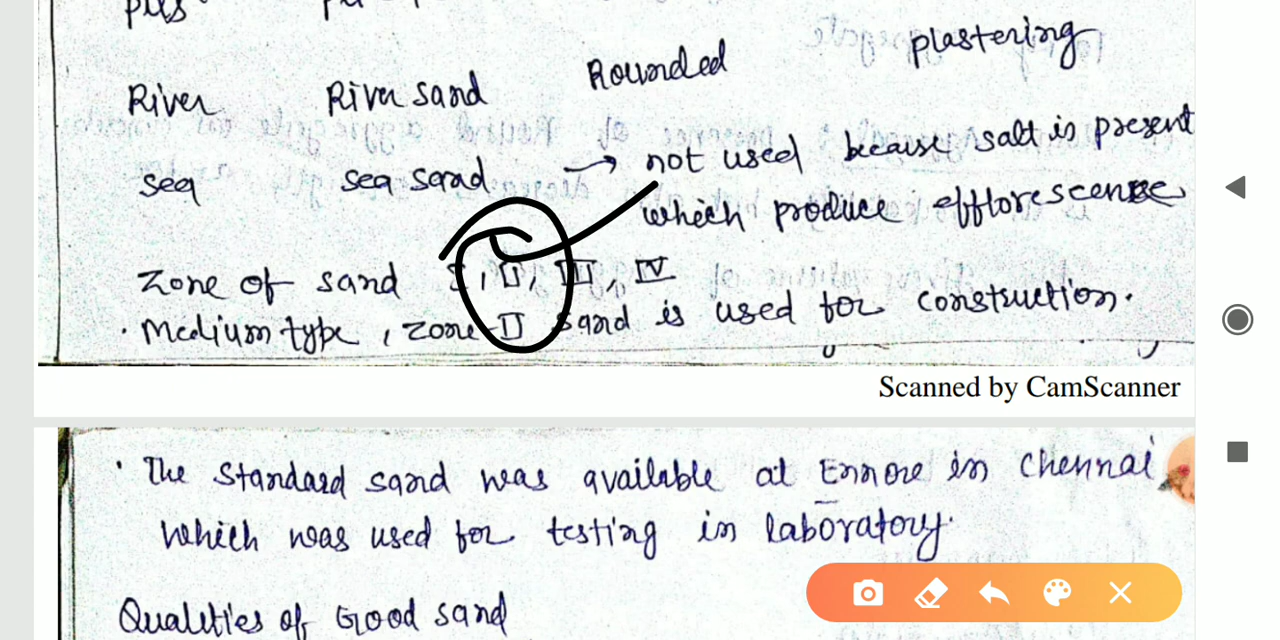 River River sand Rounded plastering
sea sea sand → not used because salt is present
which produce efflorescence
Zone of sand I, II, III, IV
· Medium type, Zone-II sand is used for construction.
Scanned by CamScanner
· The standard sand was available at Ennore in Chennai
which was used for testing in laboratory.
Qualities of Good sand